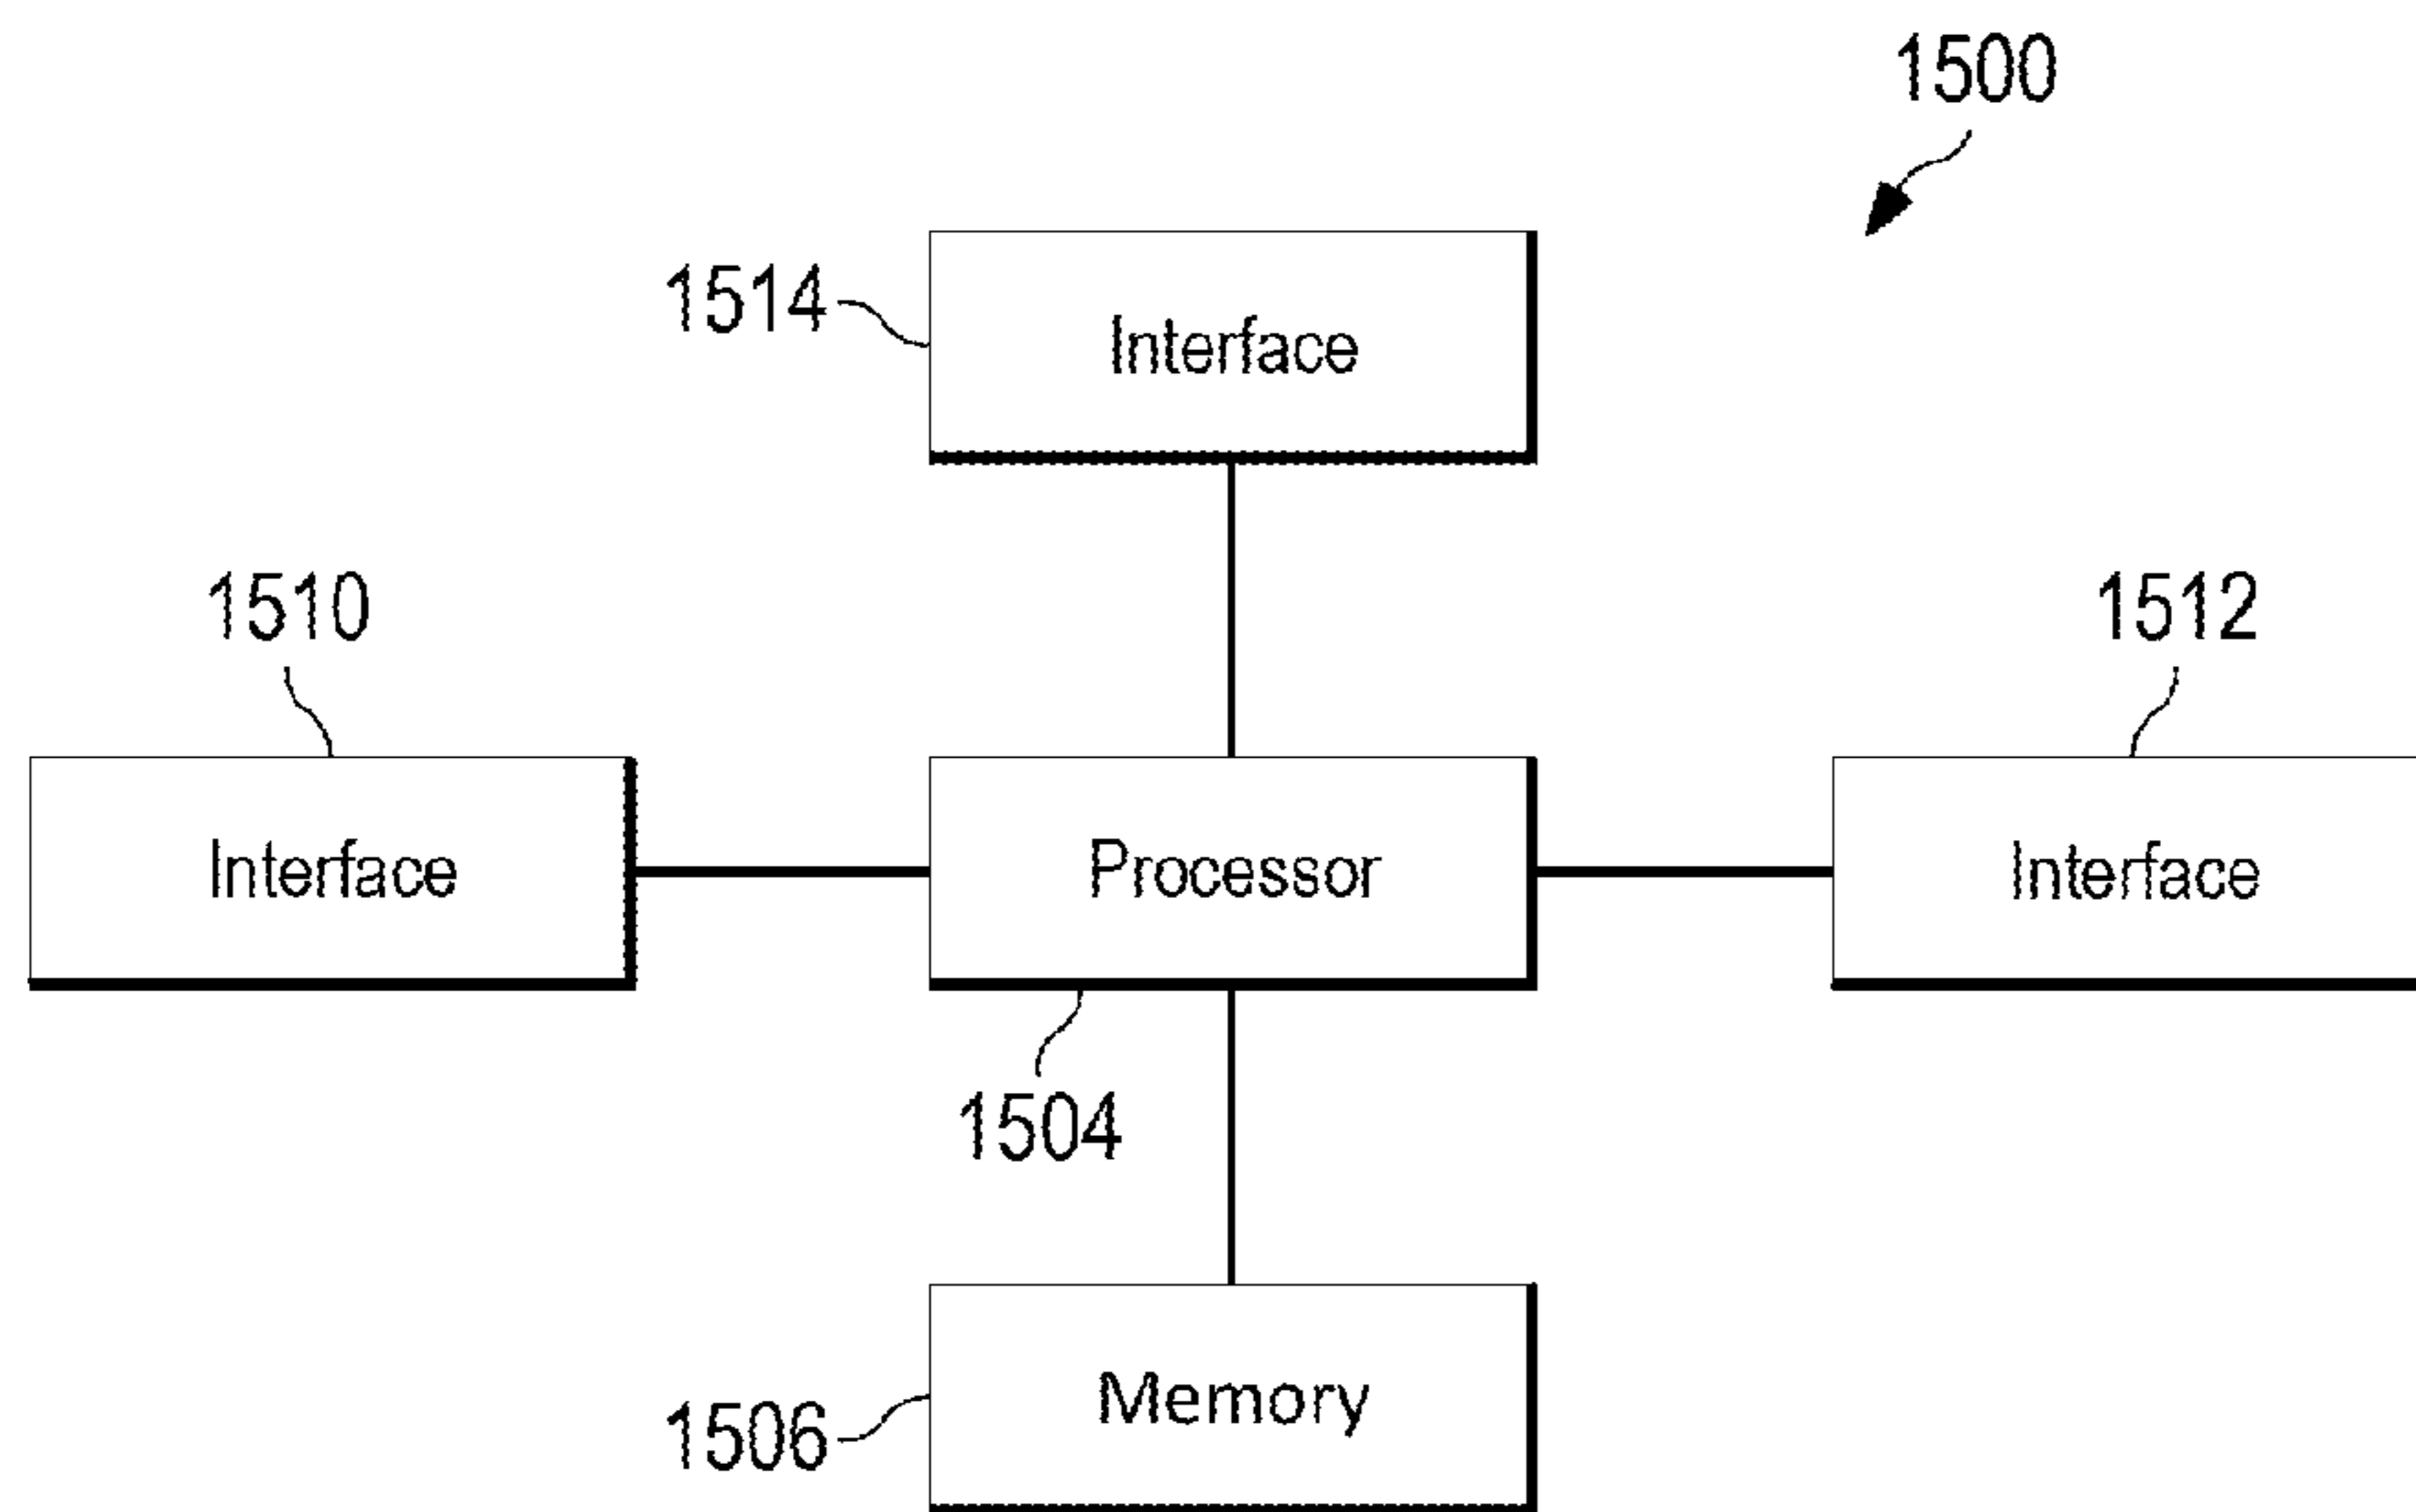 1500
1514
Interface
1510
1512
Interface
Processor
Interface
1504
Memory
1506